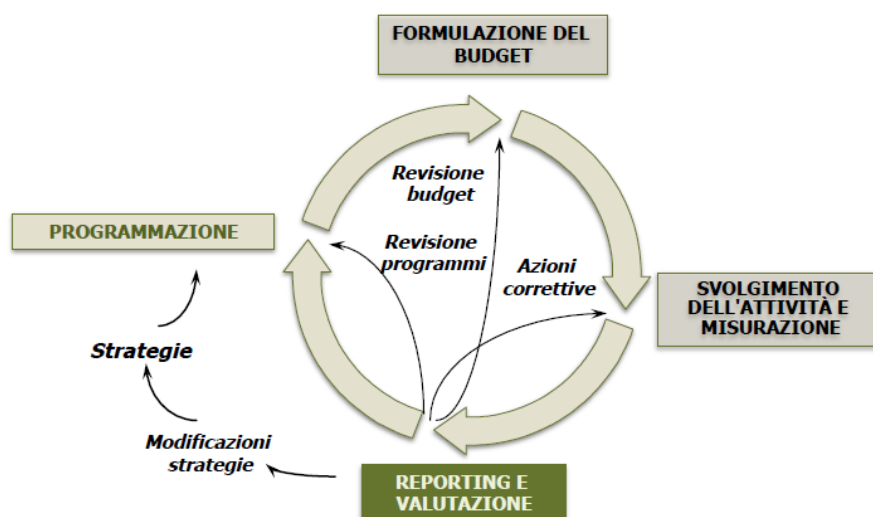 FORMULAZIONE DEL
BUDGET
Revisione
budget
PROGRAMMAZIONE
Revisione
programmi
Azioni
correttive
SVOLGIMENTO
DELL'ATTIVITÀ E
MISURAZIONE
Strategie
Modificazioni
strategie
REPORTING E
VALUTAZIONE